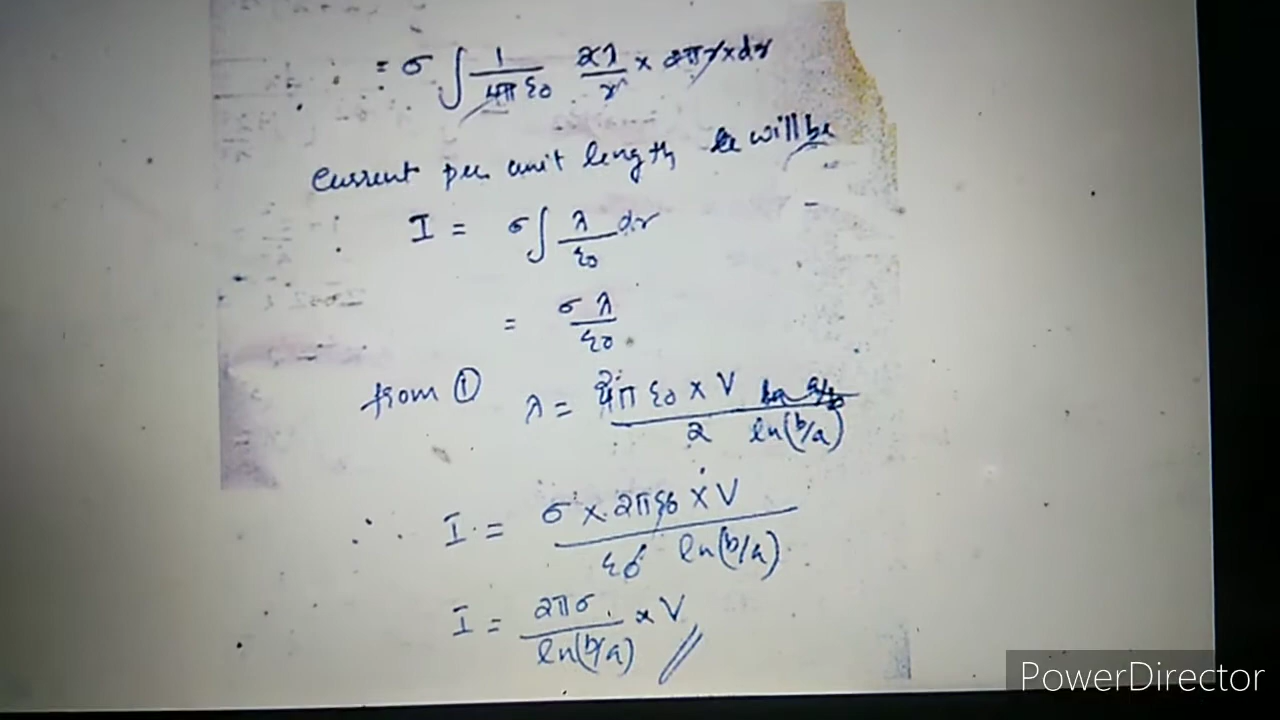 = σ ∫ 1/4πε0 2λ/r × 2πr × dr
Current per unit length will be
I = σ ∫ λ/ε0 dr
= σ λ/ε0
from ① λ = 4πε0 × V / 2 ln(b/a)
∴ I = σ × 2πε0 × V / ε0 ln(b/a)
I = 2πσ/ln(b/a) × V //
PowerDirector